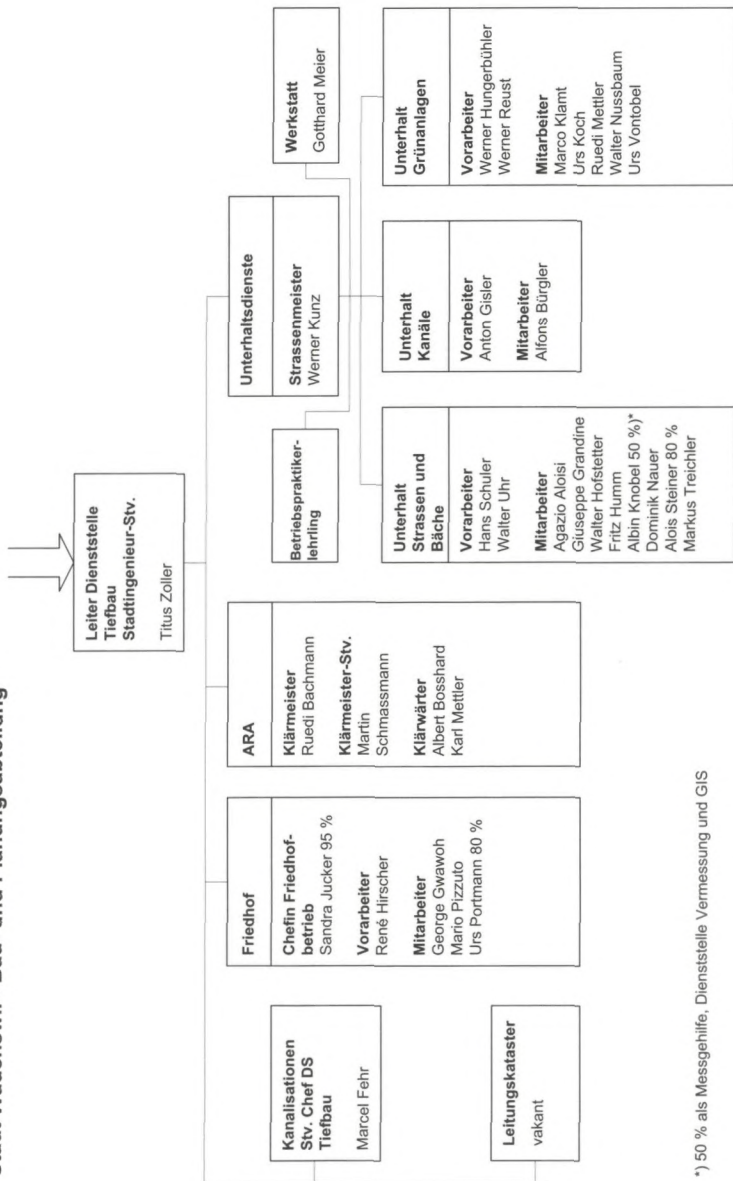 Stadt Wädenswil Bau- und Planungsabteilung
Leiter Dienststelle
Tiefbau
Stadtingenieur-Stv.
Titus Zoller
Kanalisationen
Stv. Chef DS
Tiefbau
Marcel Fehr
Leitungskataster
vakant
Friedhof
Chefin Friedhof-
betrieb
Sandra Jucker 95 %
Vorarbeiter
René Hirscher
Mitarbeiter
George Gwawoh
Mario Pizzuto
Urs Portmann 80 %
ARA
Klärmeister
Ruedi Bachmann
Klärmeister-Stv.
Martin
Schmassmann
Klärwärter
Albert Bosshard
Karl Mettler
Unterhaltsdienste
Strassenmeister
Werner Kunz
Betriebspraktiker-
lehrling
Werkstatt
Gotthard Meier
Unterhalt
Strassen und
Bäche
Vorarbeiter
Hans Schuler
Walter Uhr
Mitarbeiter
Agazio Aloisi
Giuseppe Grandine
Walter Hofstetter
Fritz Humm
Albin Knobel 50 %)*
Dominik Nauer
Alois Steiner 80 %
Markus Treichler
Unterhalt
Kanäle
Vorarbeiter
Anton Gisler
Mitarbeiter
Alfons Bürgler
Unterhalt
Grünanlagen
Vorarbeiter
Werner Hungerbühler
Werner Reust
Mitarbeiter
Marco Klamt
Urs Koch
Ruedi Mettler
Walter Nussbaum
Urs Vontobel
*) 50 % als Messgehilfe, Dienststelle Vermessung und GIS